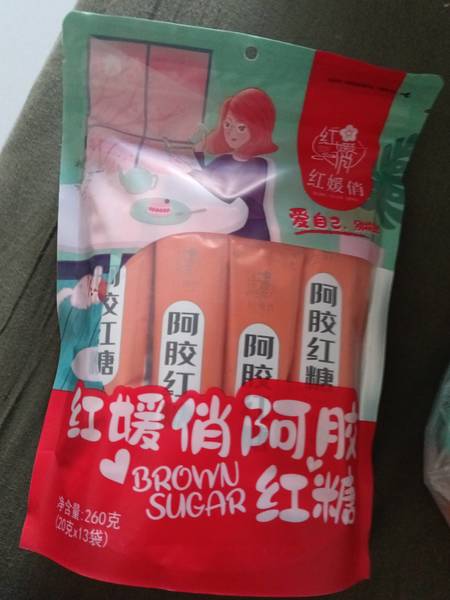 红媛俏
红媛俏
爱自己,
阿胶红糖
阿胶红
阿胶
阿胶红糖
红媛俏阿胶
BROWN
SUGAR
红糖
净含量:260克
(20克x13袋)